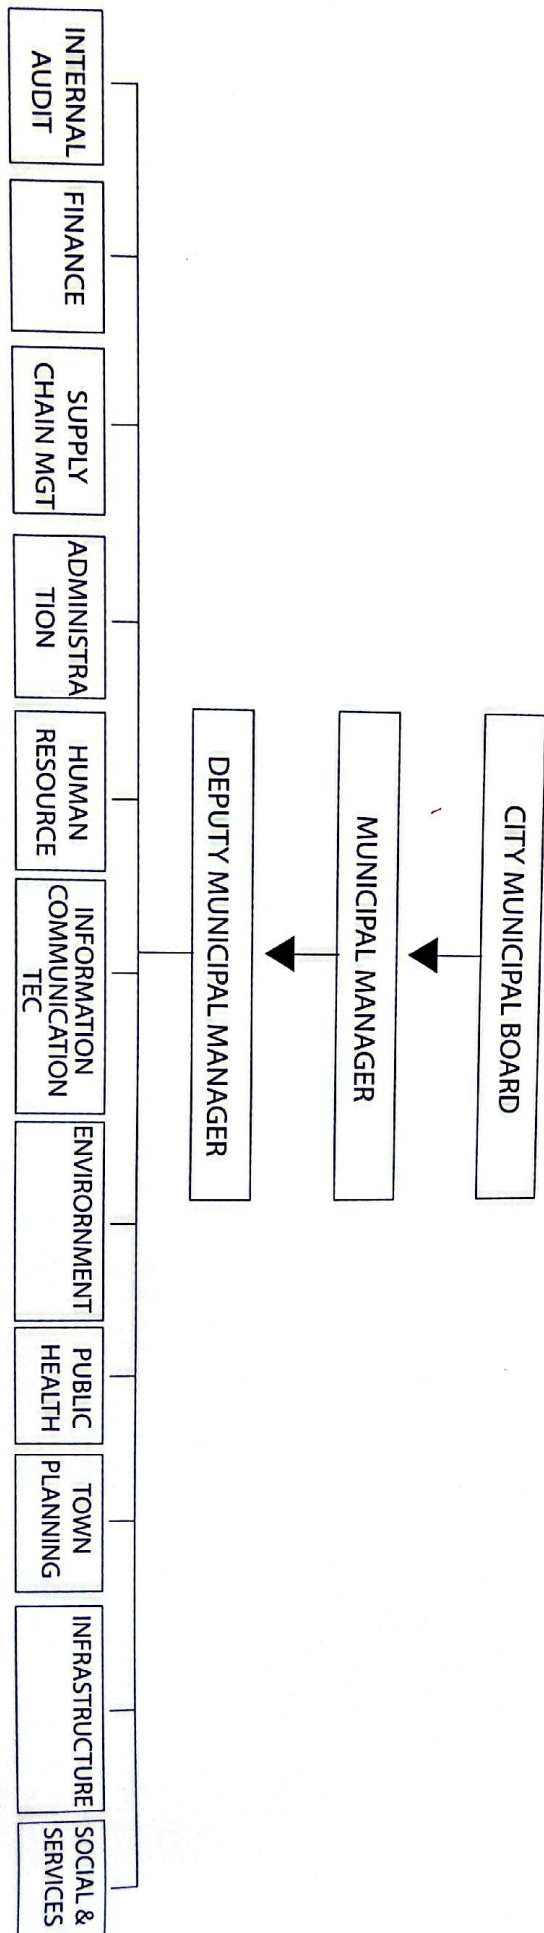 CITY MUNICIPAL BOARD
MUNICIPAL MANAGER
DEPUTY MUNICIPAL MANAGER
INTERNAL
AUDIT
FINANCE
SUPPLY
CHAIN MGT
ADMINISTRA
TION
HUMAN
RESOURCE
INFORMATION
COMMUNICATION
TEC
ENVIRORNMENT
PUBLIC
HEALTH
TOWN
PLANNING
INFRASTRUCTURE
SOCIAL &
SERVICES